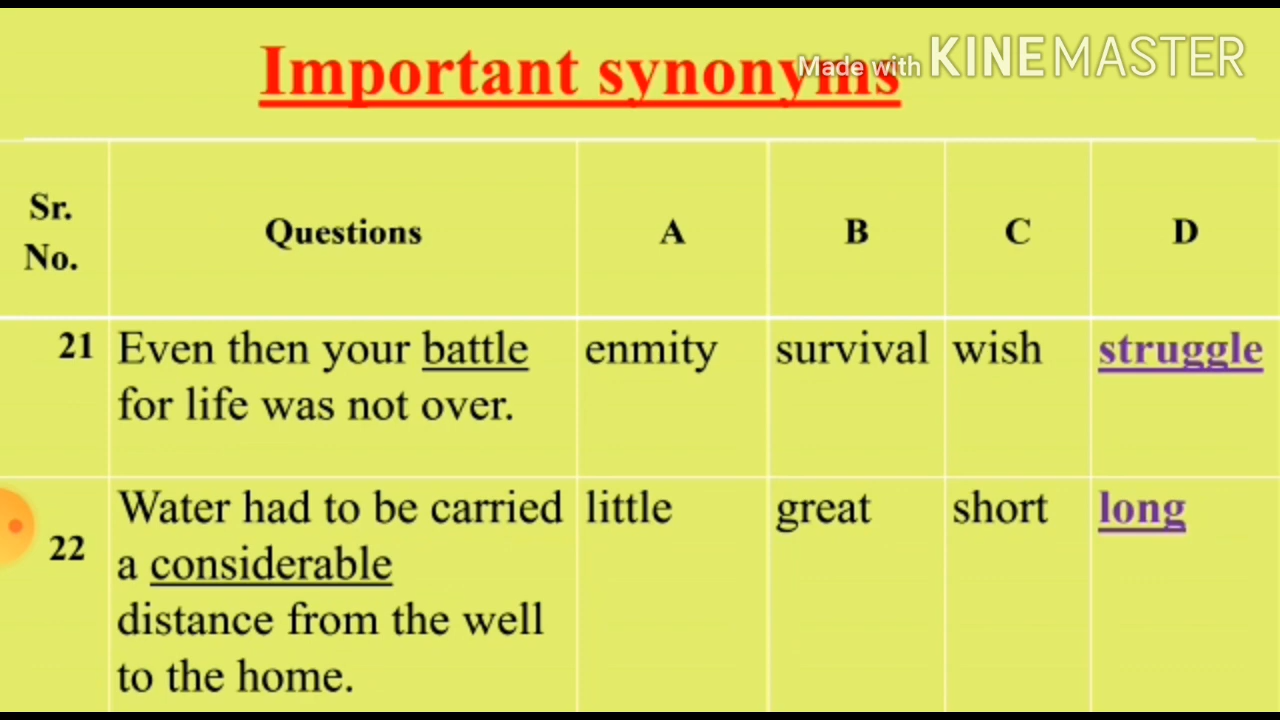 Important synonyms
Made with KINEMASTER
Sr. No. Questions A B C D
21 Even then your battle for life was not over. enmity survival wish struggle
22 Water had to be carried a considerable distance from the well to the home. little great short long